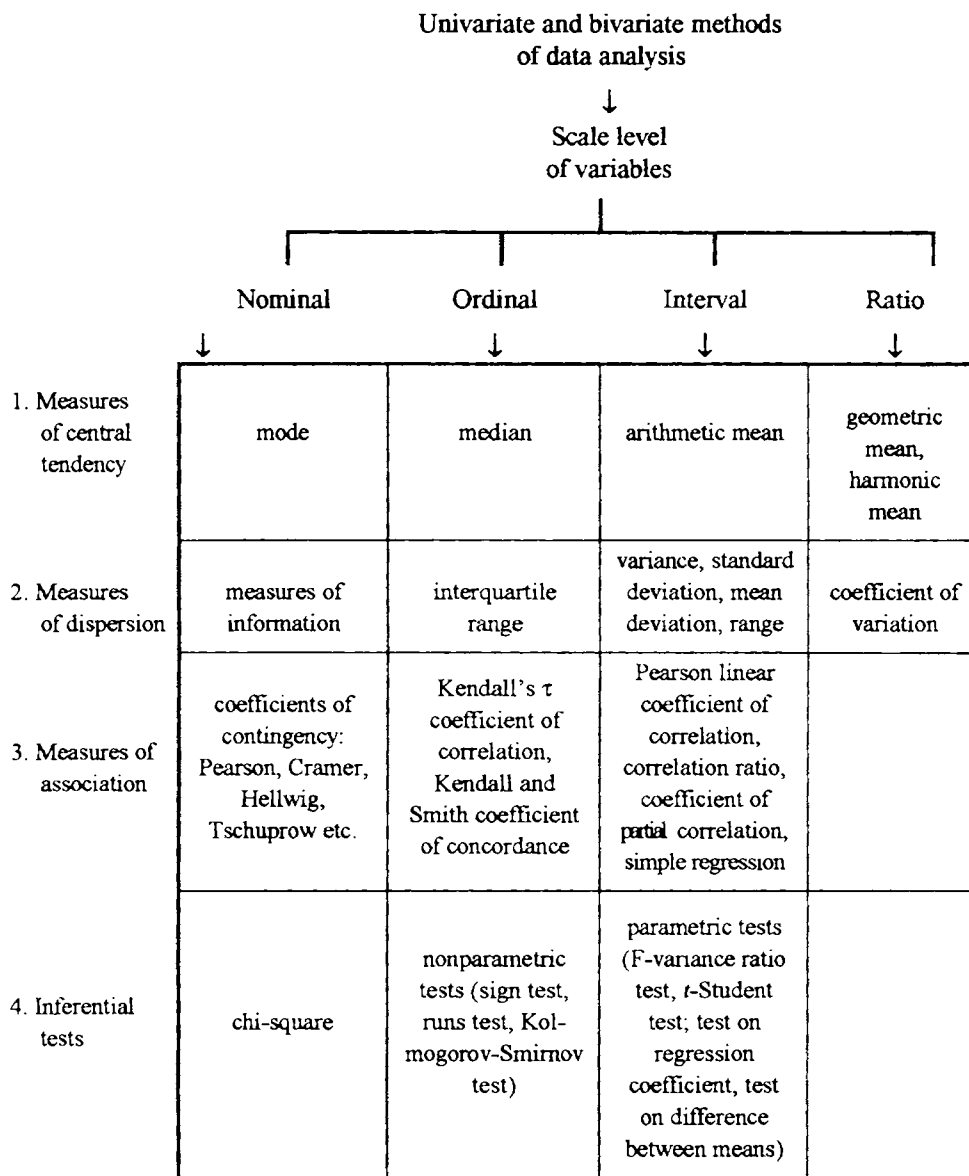 Univariate and bivariate methods
of data analysis
↓
Scale level
of variables
Nominal
Ordinal
Interval
Ratio
↓ ↓ ↓ ↓
1. Measures
of central
tendency
mode
median
arithmetic mean
geometric
mean,
harmonic
mean
2. Measures
of dispersion
measures of
information
interquartile
range
variance, standard
deviation, mean
deviation, range
coefficient of
variation
3. Measures of
association
coefficients of
contingency:
Pearson, Cramer,
Hellwig,
Tschuprow etc.
Kendall's τ
coefficient of
correlation,
Kendall and
Smith coefficient
of concordance
Pearson linear
coefficient of
correlation,
correlation ratio,
coefficient of
partial correlation,
simple regression
4. Inferential
tests
chi-square
nonparametric
tests (sign test,
runs test, Kol-
mogorov-Smirnov
test)
parametric tests
(F-variance ratio
test, t-Student
test; test on
regression
coefficient, test
on difference
between means)